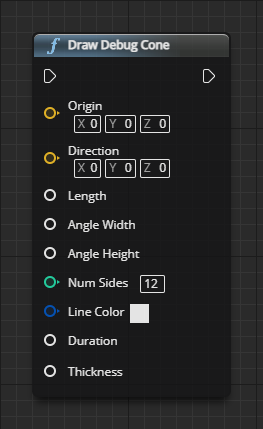 f Draw Debug Cone
Origin
X 0 Y 0 Z 0
Direction
X 0 Y 0 Z 0
Length
Angle Width
Angle Height
Num Sides 12
Line Color
Duration
Thickness